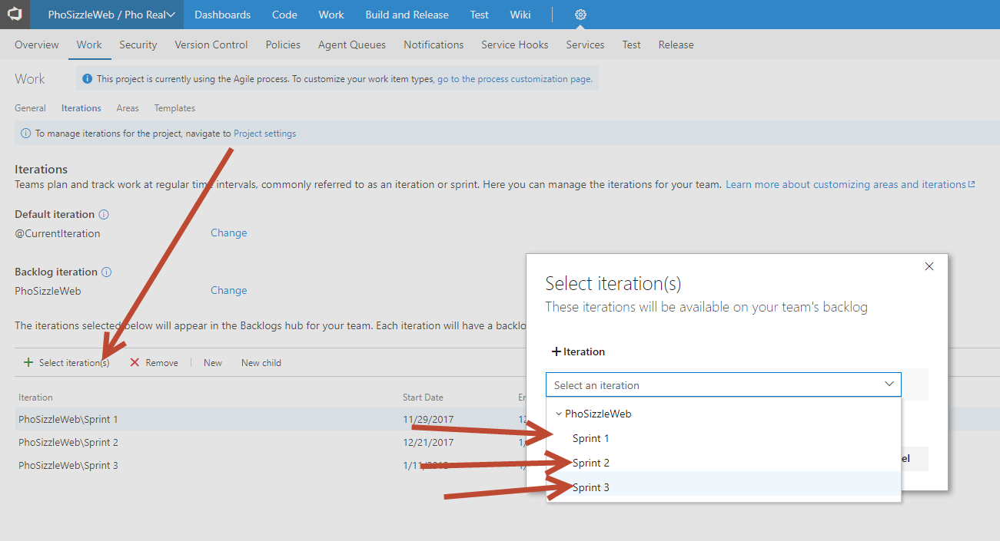 PhoSizzleWeb / Pho Real Dashboards Code Work Build and Release Test Wiki
Overview Work Security Version Control Policies Agent Queues Notifications Service Hooks Services Test Release
Work This project is currently using the Agile process. To customize your work item types, go to the process customization page.
General Iterations Areas Templates
To manage iterations for the project, navigate to Project settings
Iterations
Teams plan and track work at regular time intervals, commonly referred to as an iteration or sprint. Here you can manage the iterations for your team. Learn more about customizing areas and iterations
Default iteration
@CurrentIteration Change
Backlog iteration
PhoSizzleWeb Change
The iterations selected below will appear in the Backlogs hub for your team. Each iteration will have a backlo
Select iteration(s) Remove New New child
Iteration Start Date
PhoSizzleWeb\Sprint 1 11/29/2017
PhoSizzleWeb\Sprint 2 12/21/2017
PhoSizzleWeb\Sprint 3
Select iteration(s)
These iterations will be available on your team's backlog
+ Iteration
Select an iteration
PhoSizzleWeb
Sprint 1
Sprint 2
Sprint 3